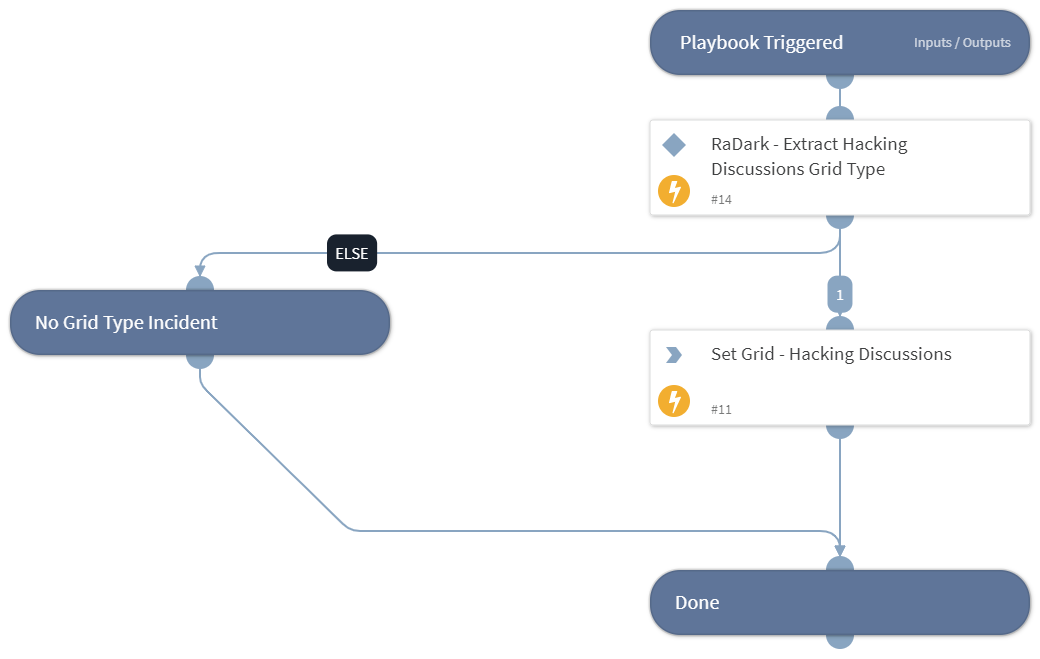 Playbook Triggered
Inputs / Outputs
RaDark - Extract Hacking
Discussions Grid Type
#14
ELSE
1
No Grid Type Incident
Set Grid - Hacking Discussions
#11
Done